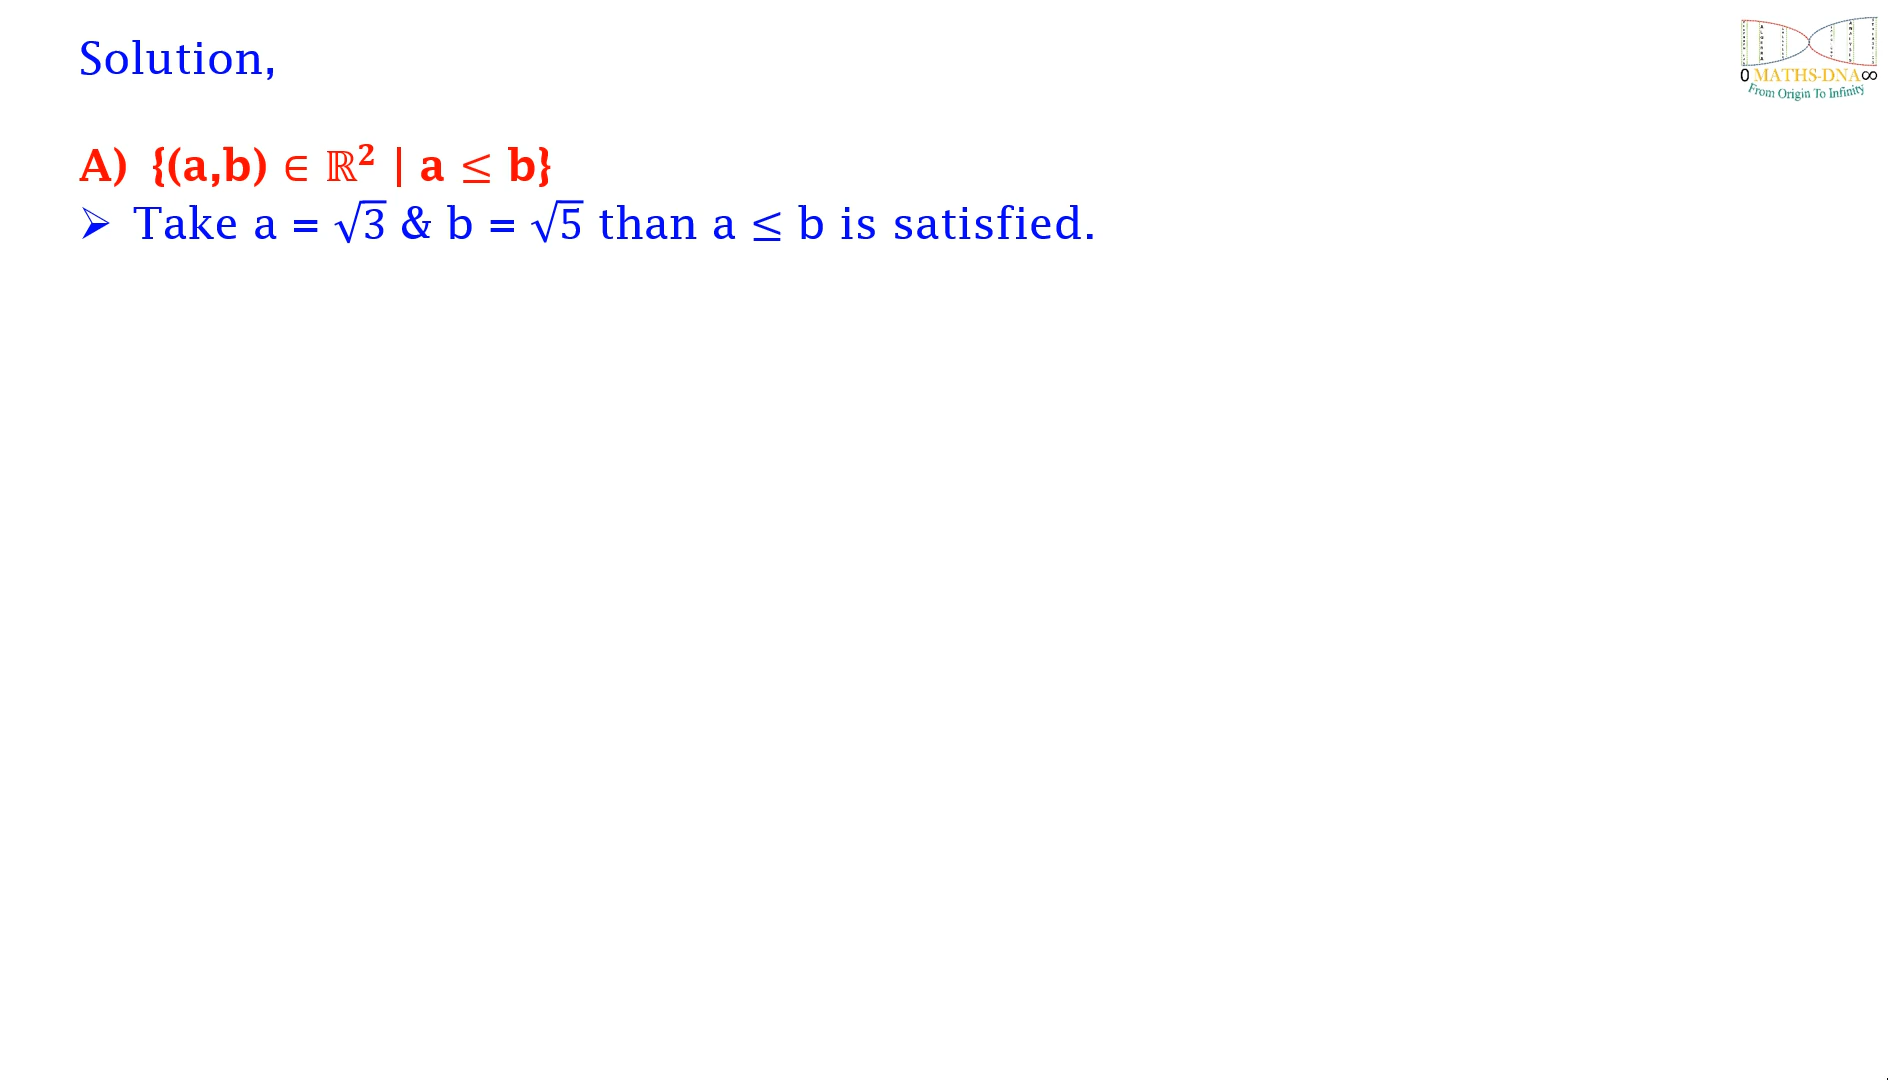 Solution,
0 MATHS-DNA ∞
From Origin To Infinity
A) {(a,b) ∈ ℝ² | a ≤ b}
➢ Take a = √3 & b = √5 than a ≤ b is satisfied.